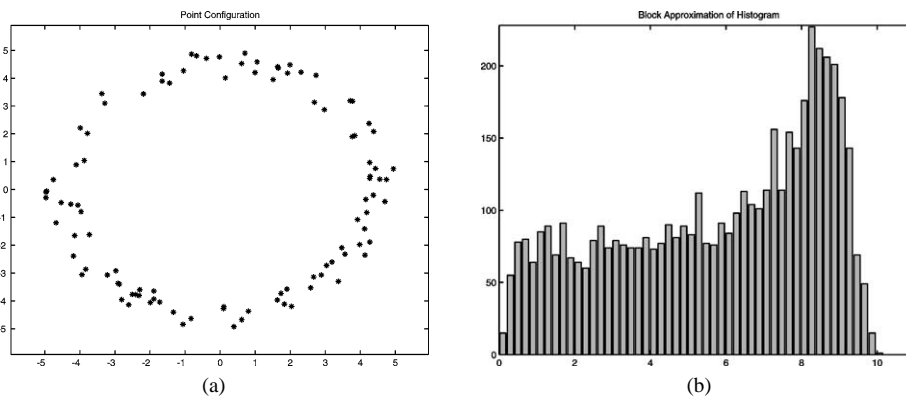 Point Configuration
5
4
3
2
1
0
-1
-2
-3
-4
-5
-5 -4 -3 -2 -1 0 1 2 3 4 5
(a)
Block Approximation of Histogram
200
150
100
50
0
0 2 4 6 8 10
(b)